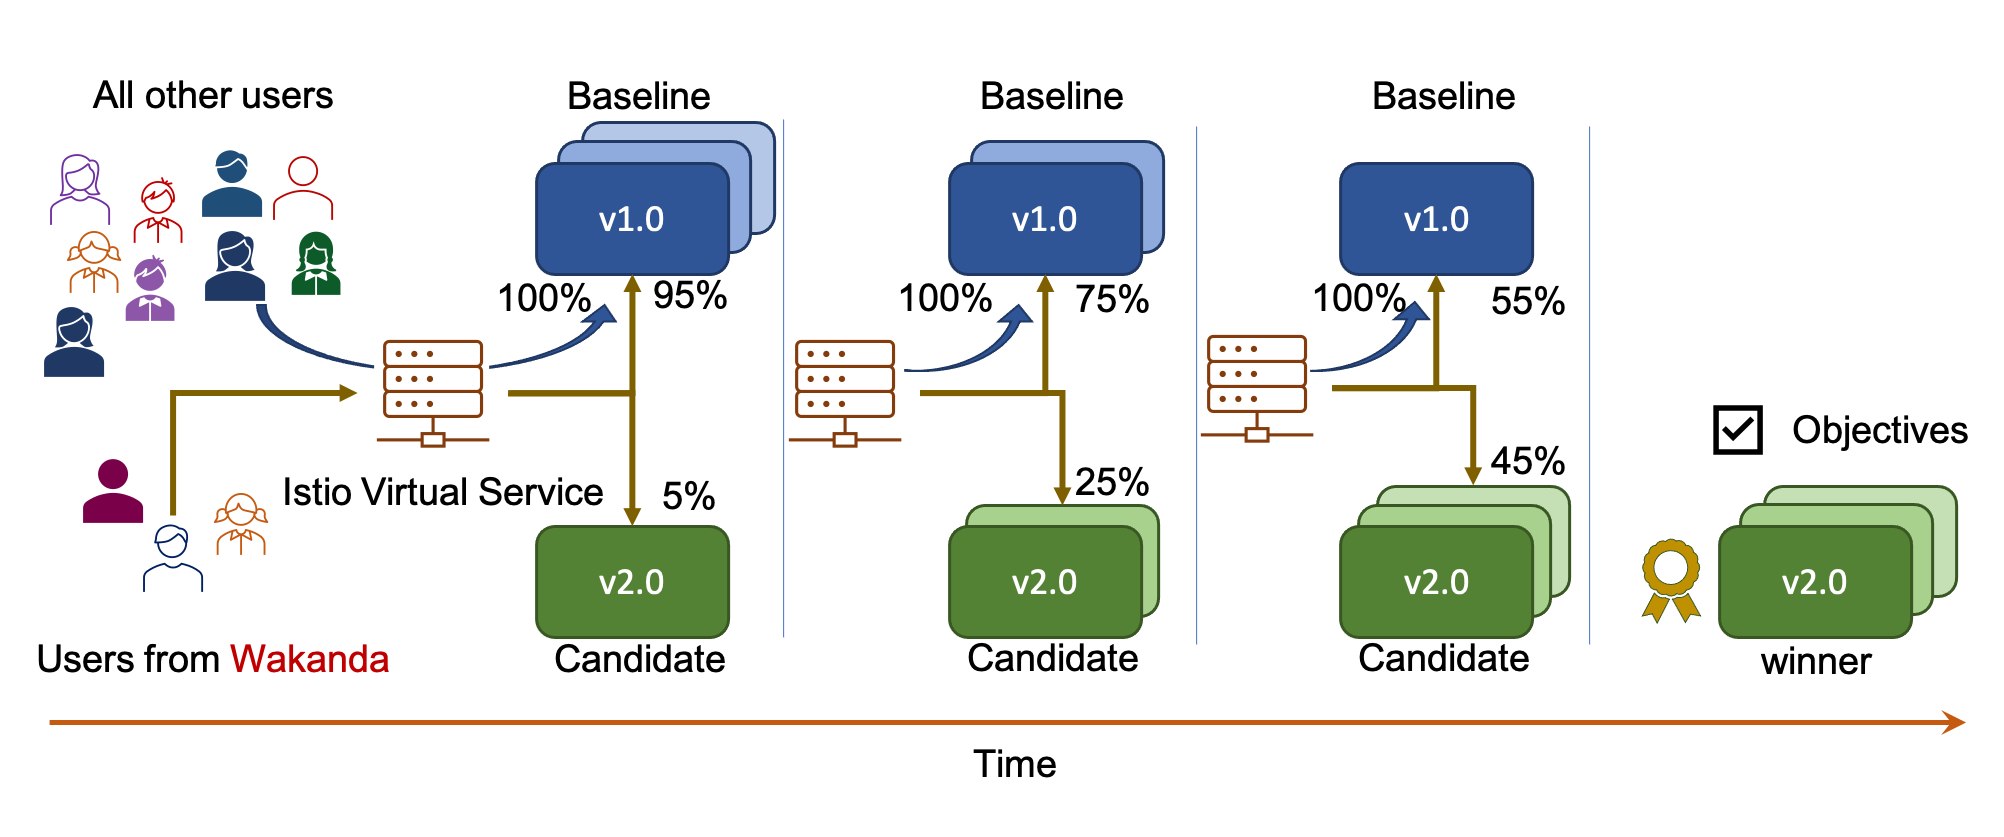 All other users
Baseline
Baseline
Baseline
v1.0
v1.0
v1.0
100%
95%
100%
75%
100%
55%
Objectives
Istio Virtual Service
5%
25%
45%
v2.0
v2.0
v2.0
v2.0
Users from Wakanda
Candidate
Candidate
Candidate
winner
Time